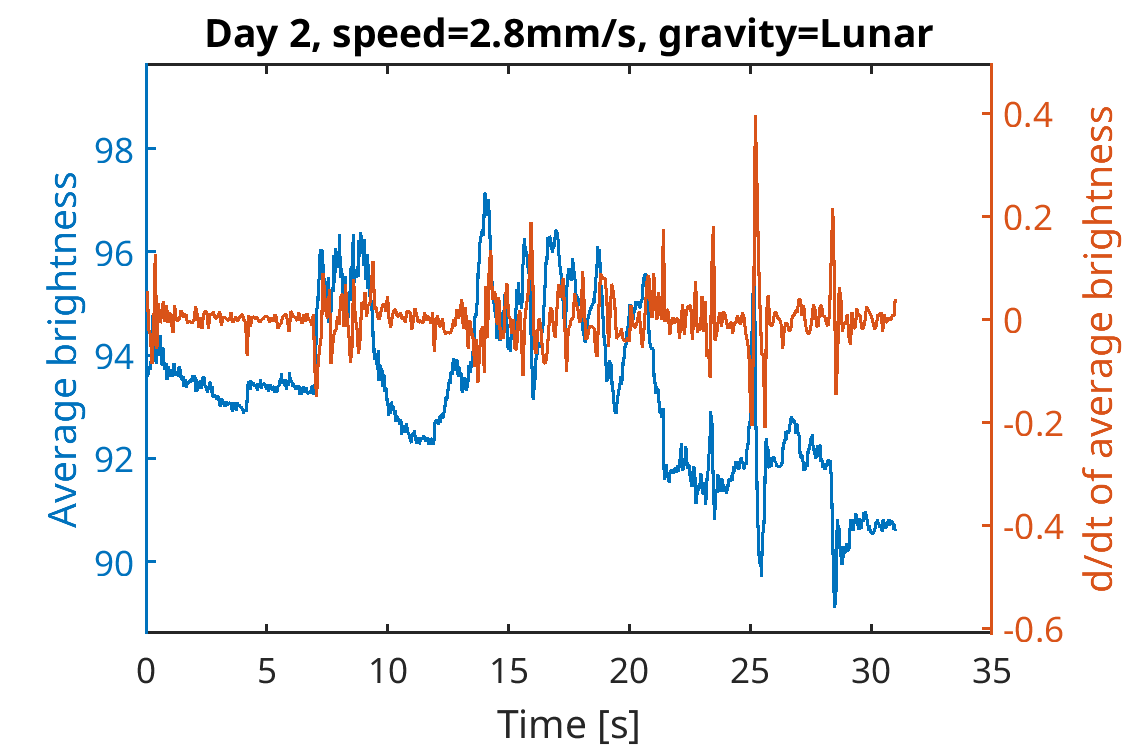 Day 2, speed=2.8mm/s, gravity=Lunar
Average brightness
98
96
94
92
90
0.4
0.2
0
-0.2
-0.4
-0.6
d/dt of average brightness
0 5 10 15 20 25 30 35
Time [s]